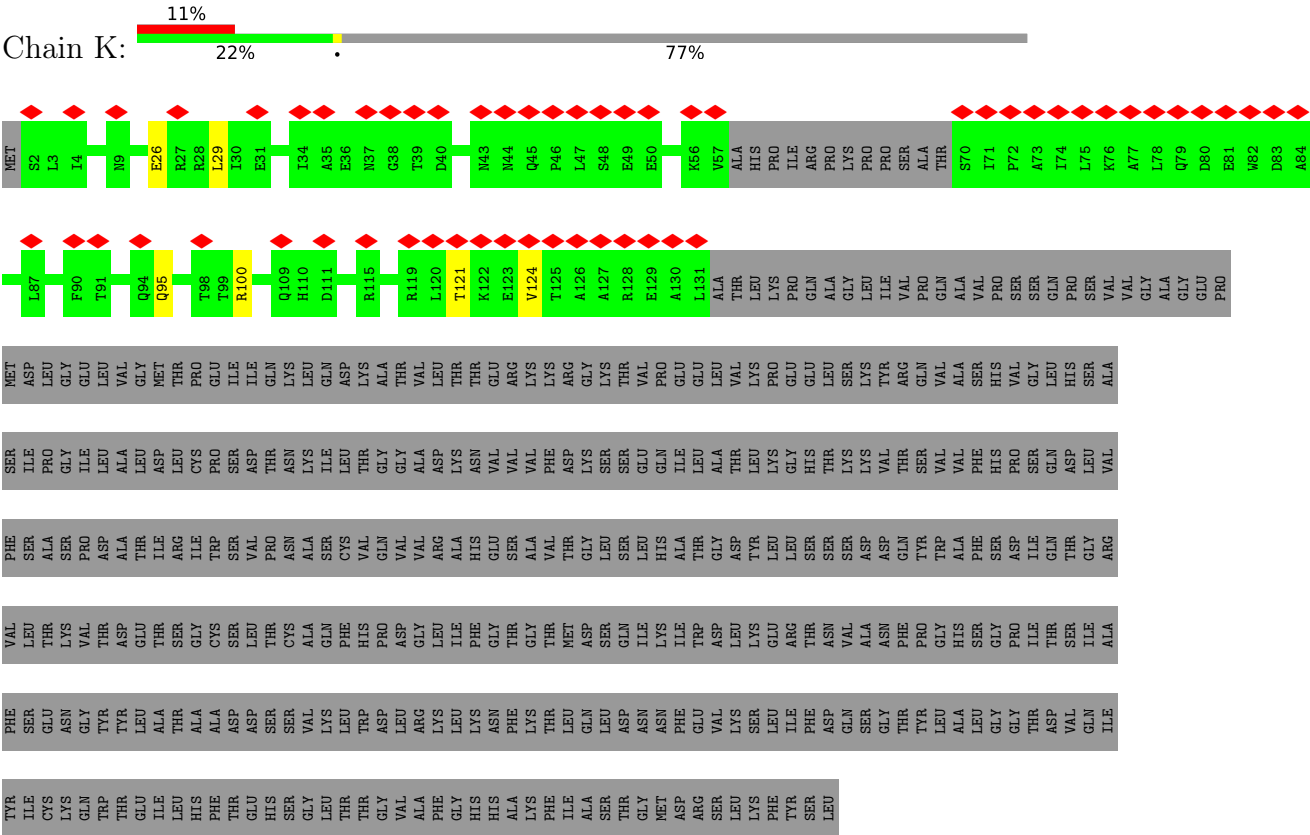 11%
Chain K:
22% • 77%
MET S2 L3 I4 N9 E26 R27 R28 L29 I30 E31 I34 A35 E36 N37 G38 T39 D40 N43 N44 Q45 P46 L47 S48 E49 E50 K56 V57 ALA HIS PRO ILE ARG PRO LYS PRO PRO SER ALA THR S70 I71 P72 A73 I74 L75 K76 A77 L78 Q79 D80 E81 W82 D83 A84
L87 F90 T91 Q94 Q95 T98 T99 R100 Q109 H110 D111 R115 R119 L120 T121 K122 E123 V124 T125 A126 A127 R128 E129 A130 L131 ALA THR LEU LYS PRO GLN ALA GLY LEU ILE VAL PRO GLN ALA VAL PRO SER SER GLN PRO SER VAL VAL GLY ALA GLY GLU PRO
MET ASP LEU GLY GLU LEU VAL GLY MET THR PRO GLU ILE ILE GLN LYS LEU GLN ASP LYS ALA THR VAL LEU THR THR GLU ARG LYS LYS ARG GLY LYS THR VAL PRO GLU GLU LEU VAL LYS PRO GLU GLU LEU SER LYS TYR ARG GLN VAL ALA SER HIS VAL GLY LEU HIS SER ALA
SER ILE PRO GLY ILE LEU ALA LEU ASP LEU CYS PRO SER ASP THR ASN LYS ILE LEU THR GLY GLY ALA ASP LYS ASN VAL VAL VAL PHE ASP LYS SER SER GLU GLN ILE LEU ALA THR LEU LYS GLY HIS THR LYS LYS VAL THR SER VAL VAL PHE HIS PRO SER GLN ASP LEU VAL
PHE SER ALA SER PRO ASP ALA THR ILE ARG ILE TRP SER VAL PRO ASN ALA SER CYS VAL GLN VAL VAL ARG ALA HIS GLU SER ALA VAL THR GLY LEU SER LEU HIS ALA THR GLY ASP TYR LEU LEU SER SER SER ASP ASP GLN TYR TRP ALA PHE SER ASP ILE GLN THR GLY ARG
VAL LEU THR LYS VAL THR ASP GLU THR SER GLY CYS SER LEU THR CYS ALA GLN PHE HIS PRO ASP GLY LEU ILE PHE GLY THR GLY THR MET ASP SER GLN ILE LYS ILE TRP ASP LEU LYS GLU ARG THR ASN VAL ALA ASN PHE PRO GLY HIS SER GLY PRO ILE THR SER ILE ALA
PHE SER GLU ASN GLY TYR TYR LEU ALA THR ALA ALA ASP ASP SER SER VAL LYS LEU TRP ASP LEU ARG LYS LEU LYS ASN PHE LYS THR LEU GLN LEU ASP ASN ASN PHE GLU VAL LYS SER LEU ILE PHE ASP GLN SER GLY THR TYR LEU ALA LEU GLY GLY THR ASP VAL GLN ILE
TYR ILE CYS LYS GLN TRP THR GLU ILE LEU HIS PHE THR GLU HIS SER GLY LEU THR THR GLY VAL ALA PHE GLY HIS HIS ALA LYS PHE ILE ALA SER THR GLY MET ASP ARG SER LEU LYS PHE TYR SER LEU